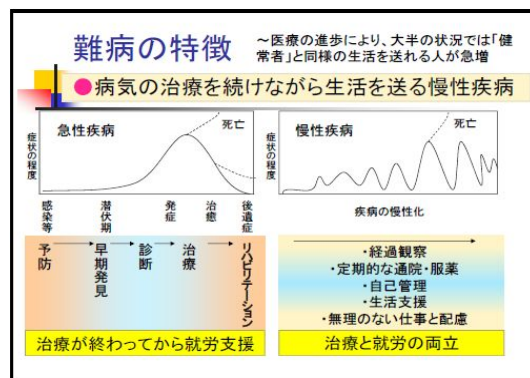 難病の特徴
～医療の進歩により、大半の状況では「健
常者」と同様の生活を送れる人が急増
●病気の治療を続けながら生活を送る慢性疾病
急性疾病
死亡
症状の程度
感染等
潜伏期
発症
治癒
後遺症
予防
早期発見
診断
治療
リハビリテーション
治療が終わってから就労支援
慢性疾病
死亡
症状の程度
疾病の慢性化
・経過観察
・定期的な通院・服薬
・自己管理
・生活支援
・無理のない仕事と配慮
治療と就労の両立